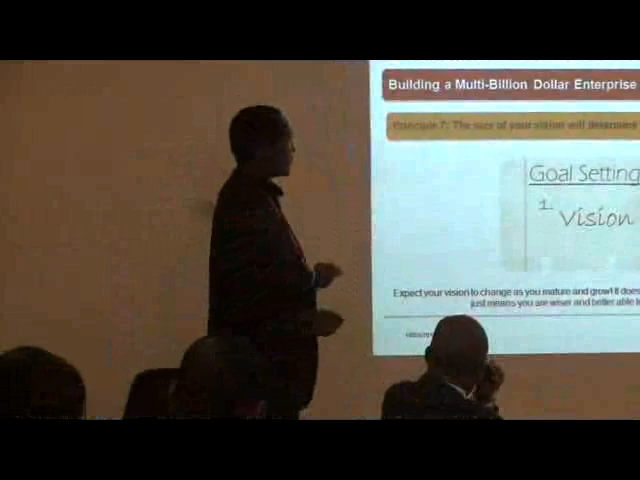 Building a Multi-Billion Dollar Enterprise
Principle 7: The size of your vision will determine
Goal Setting
1. Vision
Expect your vision to change as you mature and grow! It does
just means you are wiser and better able